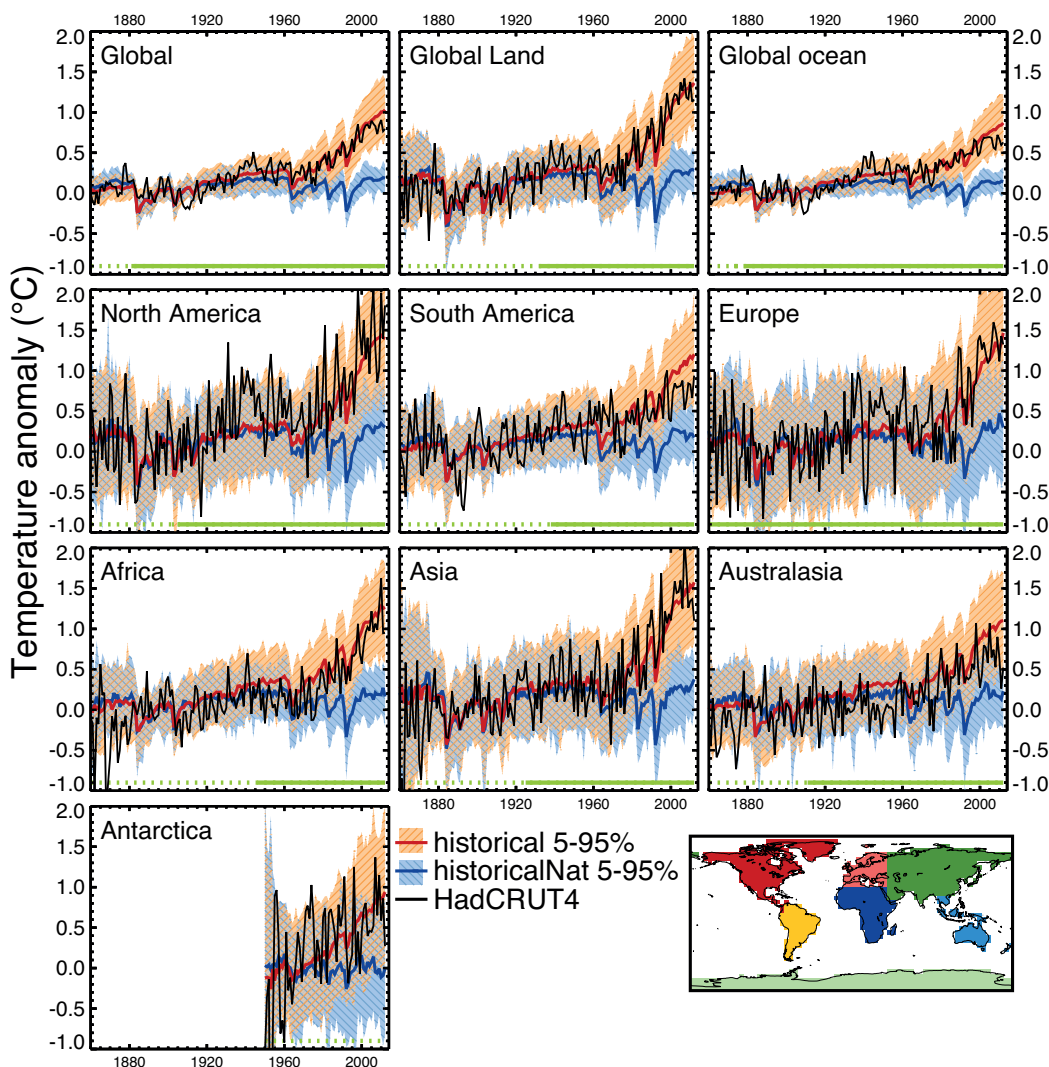 1880 1920 1960 2000 1880 1920 1960 2000 1880 1920 1960 2000
Temperature anomaly (°C)
2.0 Global Global Land Global ocean 2.0
1.5 1.5
1.0 1.0
0.5 0.5
0.0 0.0
-0.5 -0.5
-1.0 -1.0
2.0 North America South America Europe 2.0
1.5 1.5
1.0 1.0
0.5 0.5
0.0 0.0
-0.5 -0.5
-1.0 -1.0
2.0 Africa Asia Australasia 2.0
1.5 1.5
1.0 1.0
0.5 0.5
0.0 0.0
-0.5 -0.5
-1.0 -1.0
1880 1920 1960 2000 1880 1920 1960 2000
2.0 Antarctica
1.5
1.0
0.5
0.0
-0.5
-1.0
1880 1920 1960 2000
historical 5-95%
historicalNat 5-95%
HadCRUT4